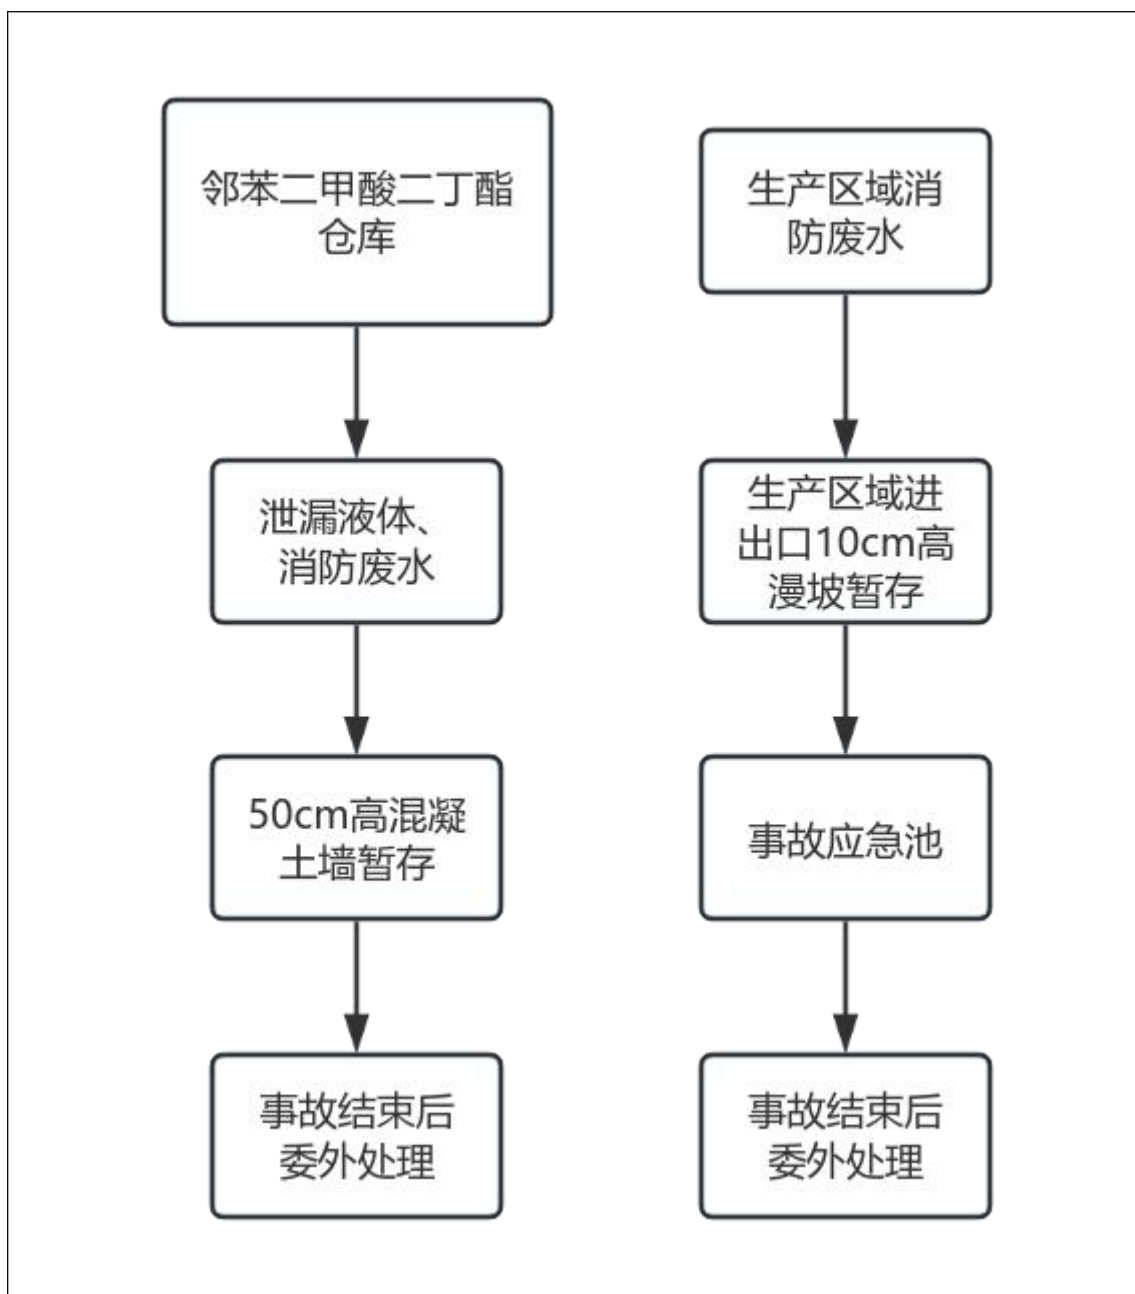 邻苯二甲酸二丁酯
仓库
泄漏液体、
消防废水
50cm高混凝
土墙暂存
事故结束后
委外处理
生产区域消
防废水
生产区域进
出口10cm高
漫坡暂存
事故应急池
事故结束后
委外处理